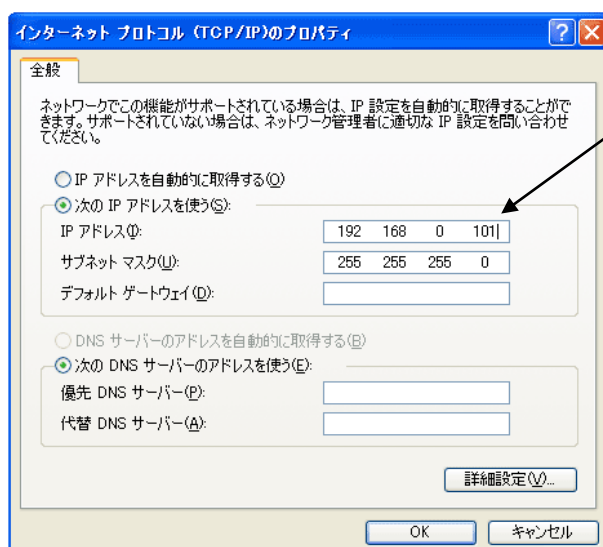 インターネット プロトコル (TCP/IP)のプロパティ
全般
ネットワークでこの機能がサポートされている場合は、IP 設定を自動的に取得することがで
きます。サポートされていない場合は、ネットワーク管理者に適切な IP 設定を問い合わせ
てください。
IP アドレスを自動的に取得する(O)
次の IP アドレスを使う(S):
IP アドレス(I): 192 168 0 101
サブネット マスク(U): 255 255 255 0
デフォルト ゲートウェイ(D):
DNS サーバーのアドレスを自動的に取得する(B)
次の DNS サーバーのアドレスを使う(E):
優先 DNS サーバー(P):
代替 DNS サーバー(A):
詳細設定(V)...
OK キャンセル